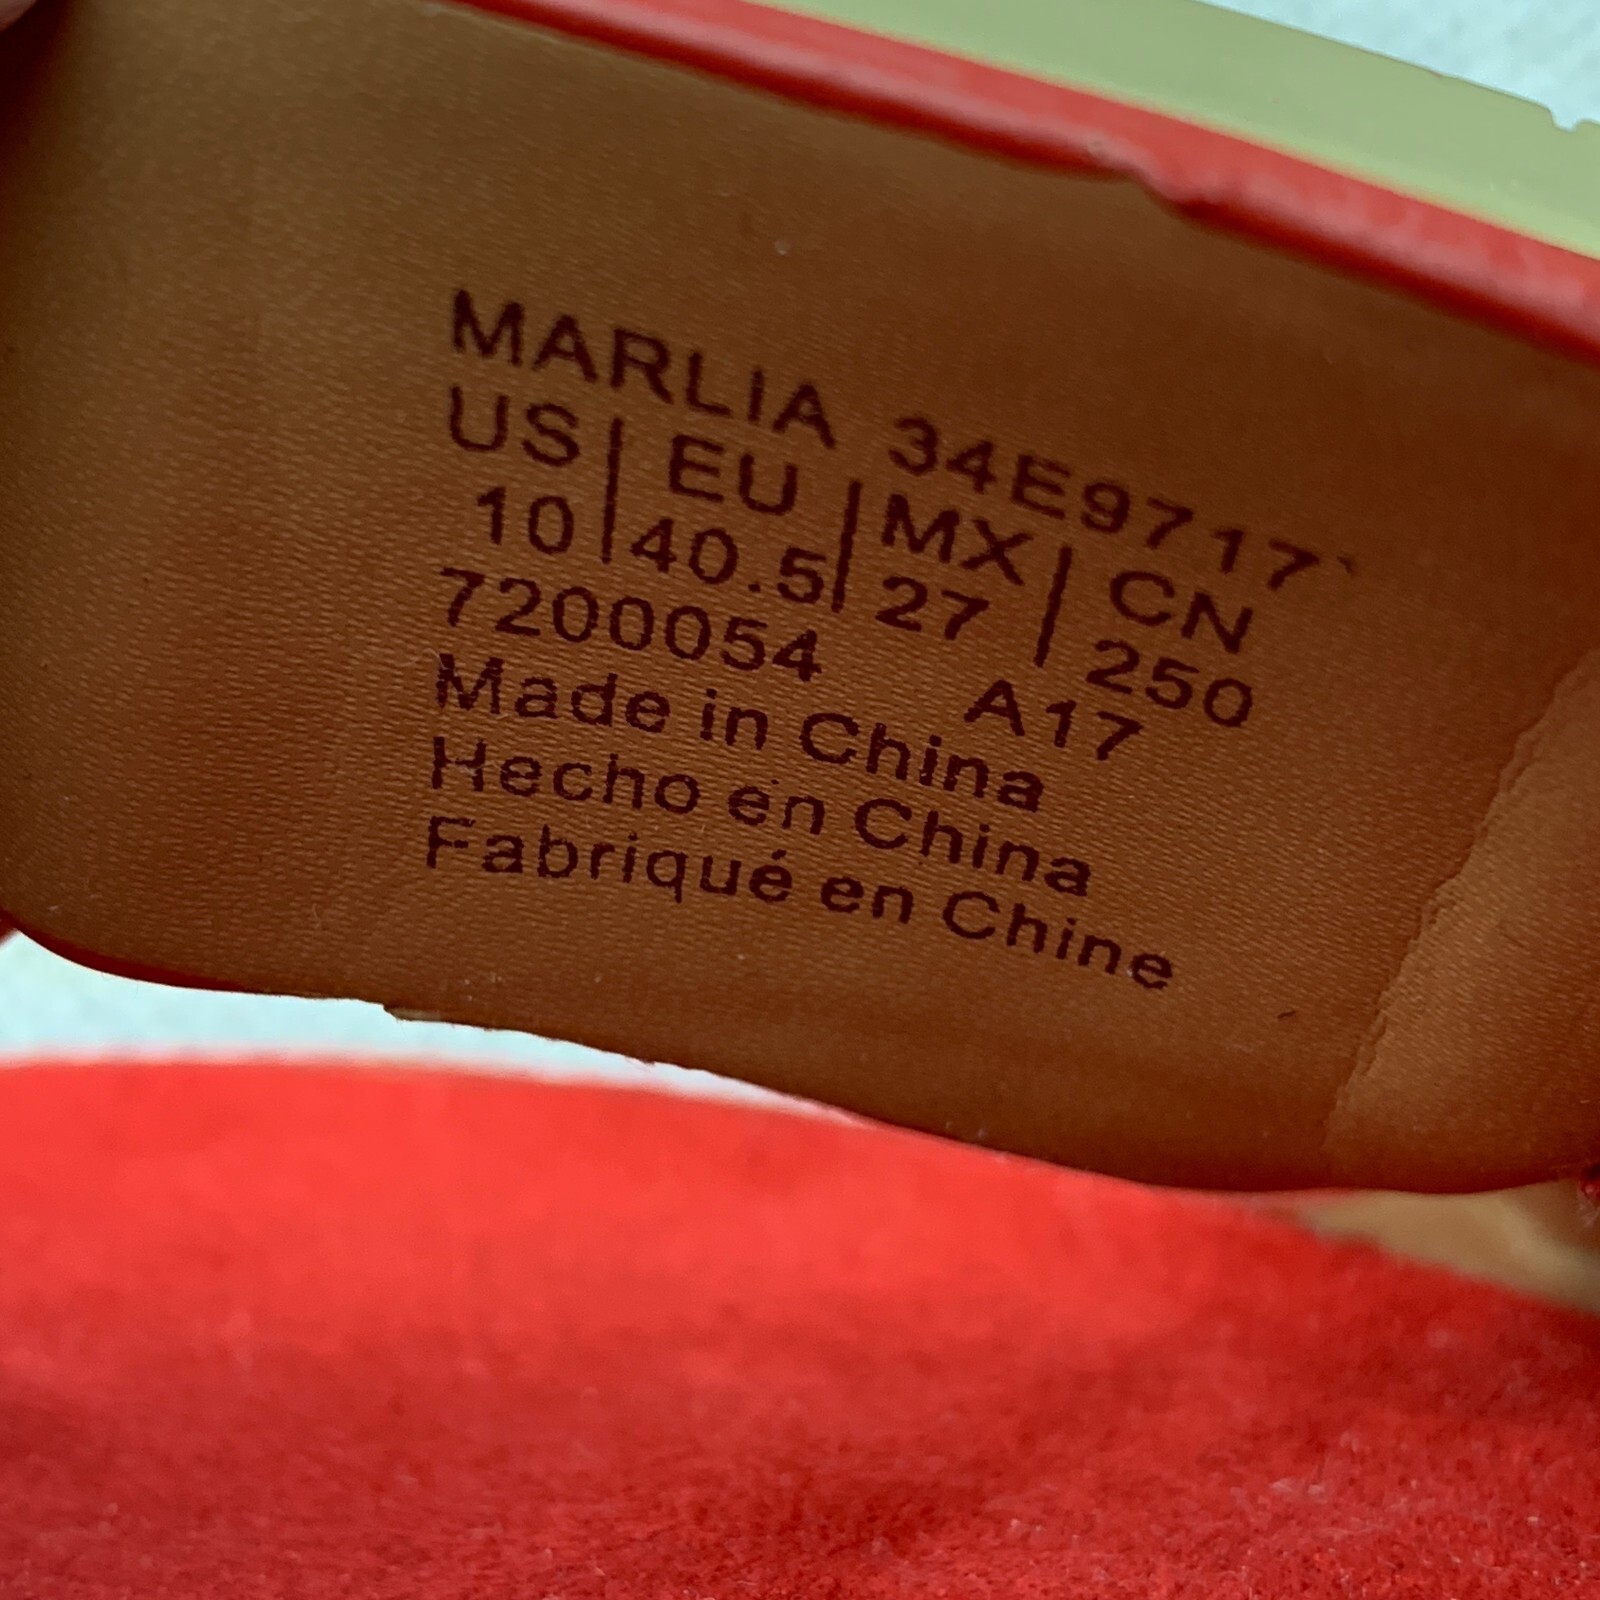 MARLIA 34E9717
US | EU | MX | CN
10 | 40.5 | 27 | 250
7200054 A17
Made in China
Hecho en China
Fabriqué en Chine